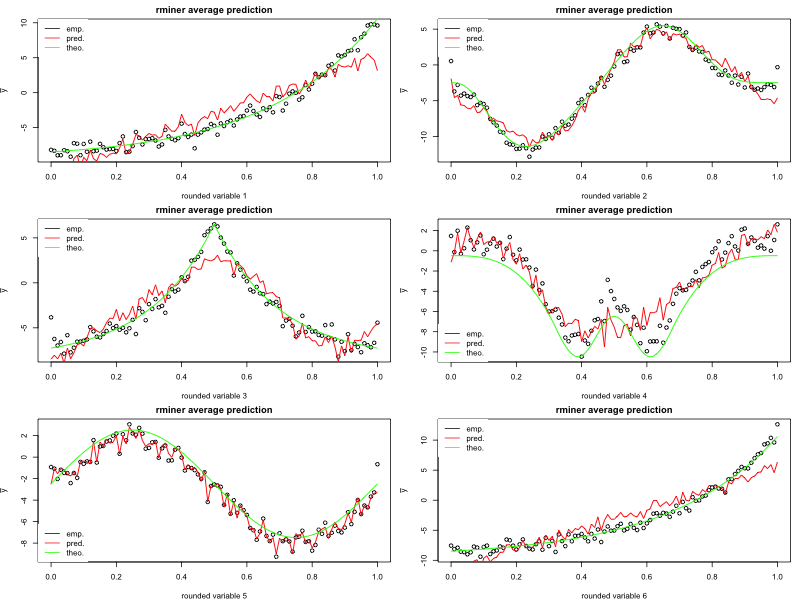 rminer average prediction
emp.
pred.
theo.
10
5
0
-5
y
0.0 0.2 0.4 0.6 0.8 1.0
rounded variable 1
rminer average prediction
emp.
pred.
theo.
5
0
-5
-10
y
0.0 0.2 0.4 0.6 0.8 1.0
rounded variable 2
rminer average prediction
emp.
pred.
theo.
5
0
-5
y
0.0 0.2 0.4 0.6 0.8 1.0
rounded variable 3
rminer average prediction
2
0
-2
-4
-6
-8
-10
y
emp.
pred.
theo.
0.0 0.2 0.4 0.6 0.8 1.0
rounded variable 4
rminer average prediction
2
0
-2
-4
-6
-8
y
emp.
pred.
theo.
0.0 0.2 0.4 0.6 0.8 1.0
rounded variable 5
rminer average prediction
emp.
pred.
theo.
10
5
0
-5
-10
y
0.0 0.2 0.4 0.6 0.8 1.0
rounded variable 6